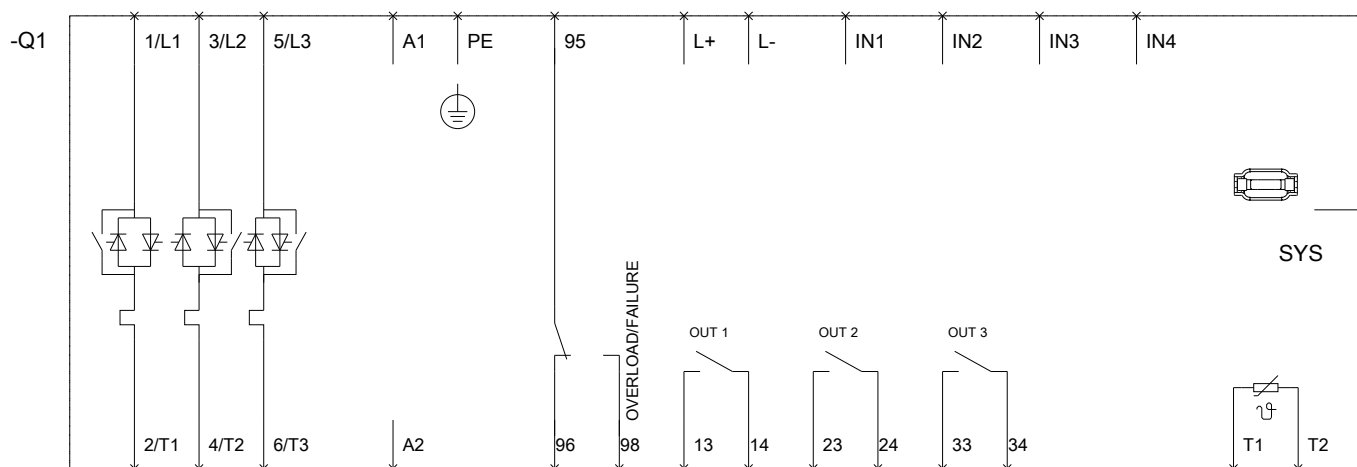 -Q1 1/L1 3/L2 5/L3 A1 PE 95 L+ L- IN1 IN2 IN3 IN4
SYS
OVERLOAD/FAILURE
OUT 1 OUT 2 OUT 3
ϑ
2/T1 4/T2 6/T3 A2 96 98 13 14 23 24 33 34 T1 T2